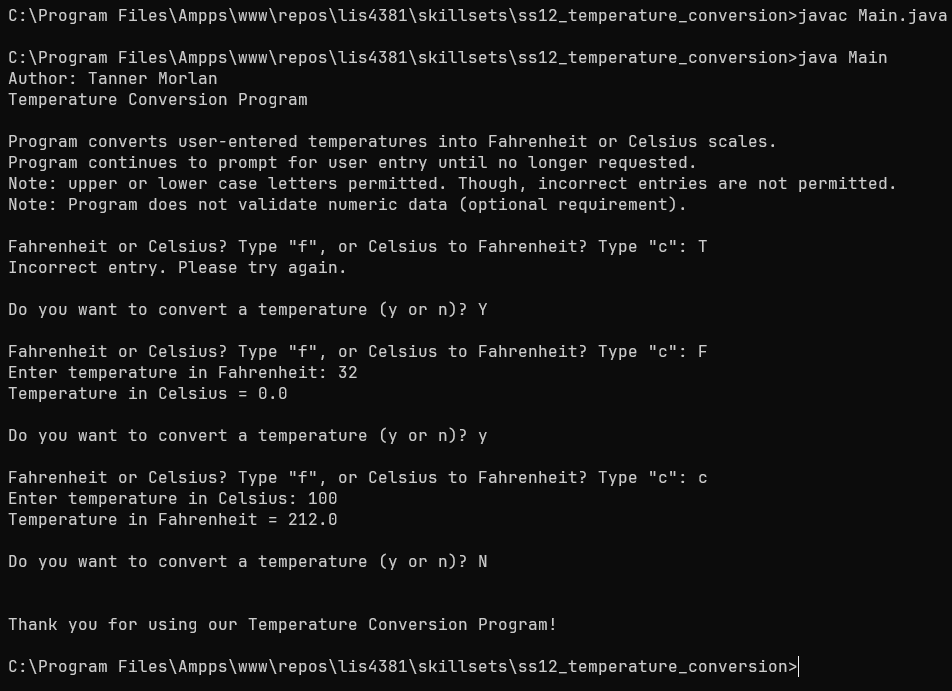 C:\Program Files\Ampps\www\repos\lis4381\skillsets\ss12_temperature_conversion>javac Main.java
C:\Program Files\Ampps\www\repos\lis4381\skillsets\ss12_temperature_conversion>java Main
Author: Tanner Morlan
Temperature Conversion Program
Program converts user-entered temperatures into Fahrenheit or Celsius scales.
Program continues to prompt for user entry until no longer requested.
Note: upper or lower case letters permitted. Though, incorrect entries are not permitted.
Note: Program does not validate numeric data (optional requirement).
Fahrenheit or Celsius? Type "f", or Celsius to Fahrenheit? Type "c": T
Incorrect entry. Please try again.
Do you want to convert a temperature (y or n)? Y
Fahrenheit or Celsius? Type "f", or Celsius to Fahrenheit? Type "c": F
Enter temperature in Fahrenheit: 32
Temperature in Celsius = 0.0
Do you want to convert a temperature (y or n)? y
Fahrenheit or Celsius? Type "f", or Celsius to Fahrenheit? Type "c": c
Enter temperature in Celsius: 100
Temperature in Fahrenheit = 212.0
Do you want to convert a temperature (y or n)? N
Thank you for using our Temperature Conversion Program!
C:\Program Files\Ampps\www\repos\lis4381\skillsets\ss12_temperature_conversion>